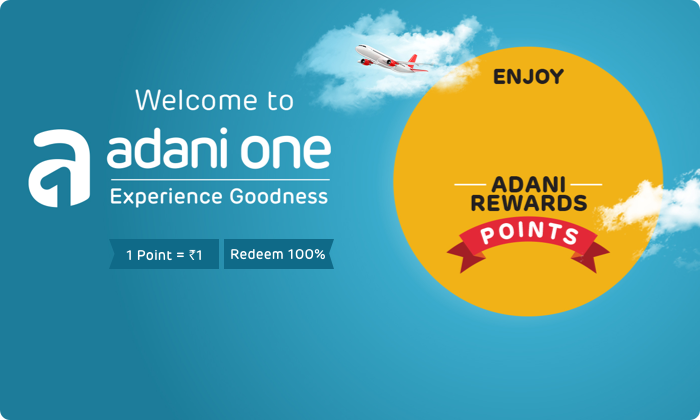 Welcome to
adani one
Experience Goodness
1 Point = ₹1
Redeem 100%
ENJOY
ADANI
REWARDS
POINTS